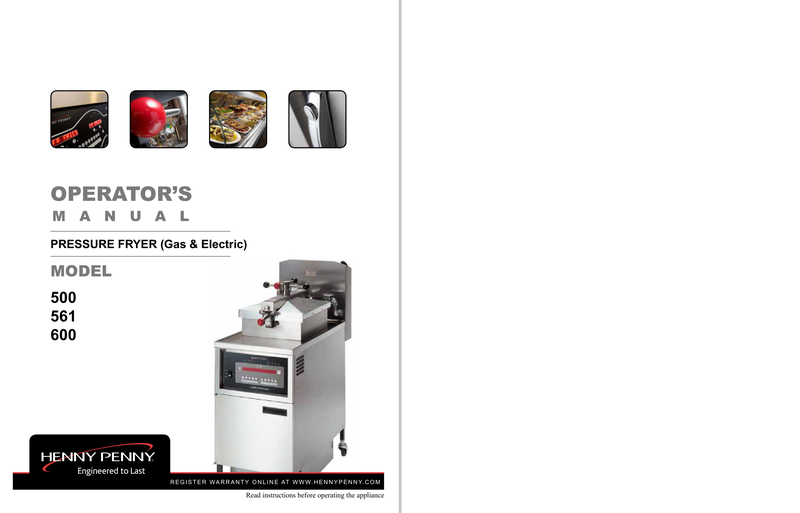 OPERATOR'S
MANUAL
PRESSURE FRYER (Gas & Electric)
MODEL
500
561
600
HENNY PENNY
Engineered to Last
REGISTER WARRANTY ONLINE AT WWW.HENNYPENNY.COM
Read instructions before operating the appliance